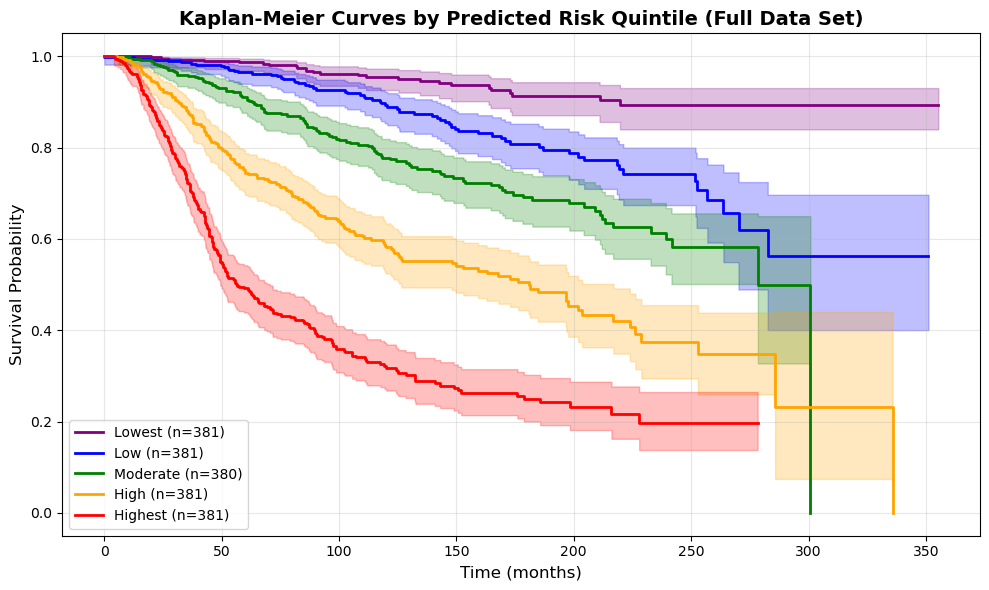 Kaplan-Meier Curves by Predicted Risk Quintile (Full Data Set)
Survival Probability
1.0
0.8
0.6
0.4
0.2
0.0
Lowest (n=381)
Low (n=381)
Moderate (n=380)
High (n=381)
Highest (n=381)
0 50 100 150 200 250 300 350
Time (months)